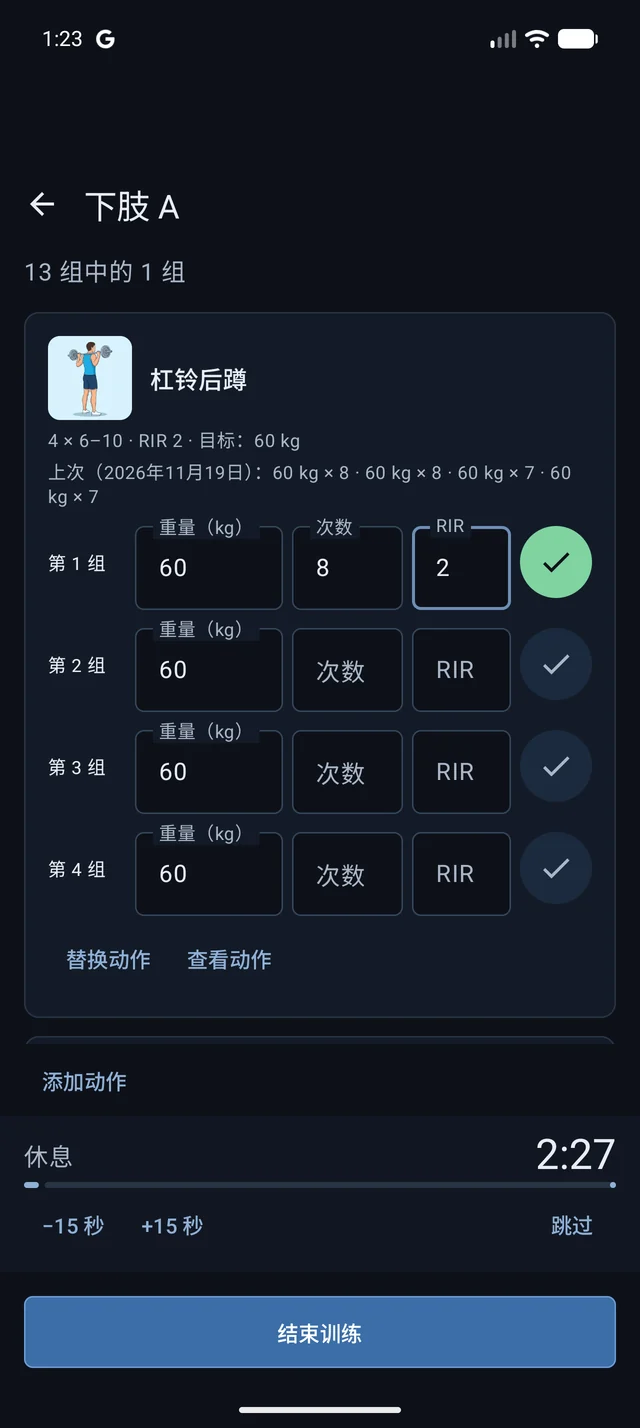 1:23 G
下肢 A
13 组中的 1 组
杠铃后蹲
4 × 6–10 · RIR 2 · 目标：60 kg
上次（2026年11月19日）：60 kg × 8 · 60 kg × 8 · 60 kg × 7 · 60
kg × 7
重量（kg） 次数 RIR
第 1 组 60 8 2
重量（kg）
第 2 组 60 次数 RIR
重量（kg）
第 3 组 60 次数 RIR
重量（kg）
第 4 组 60 次数 RIR
替换动作 查看动作
添加动作
休息 2:27
−15 秒 +15 秒 跳过
结束训练